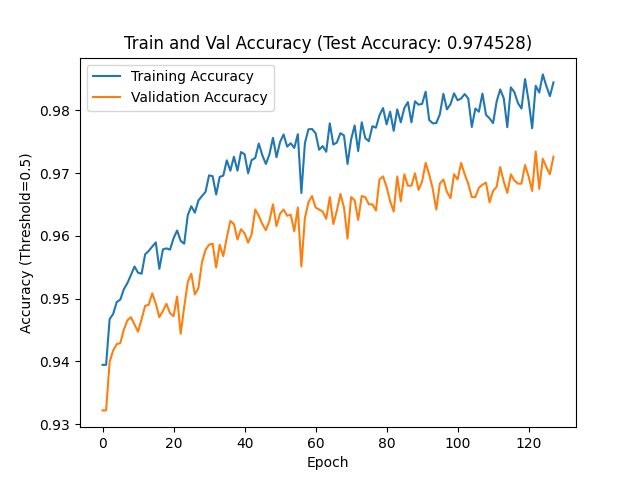 Train and Val Accuracy (Test Accuracy: 0.974528)
Training Accuracy
Validation Accuracy
Accuracy (Threshold=0.5)
0.98
0.97
0.96
0.95
0.94
0.93
0 20 40 60 80 100 120
Epoch